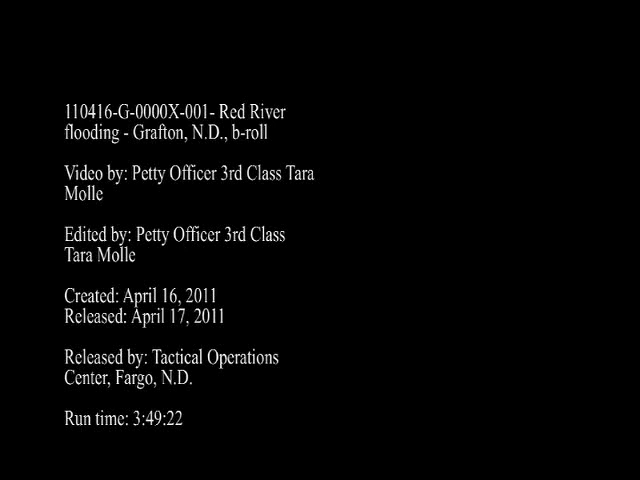 110416-G-0000X-001- Red River
flooding - Grafton, N.D., b-roll
Video by: Petty Officer 3rd Class Tara
Molle
Edited by: Petty Officer 3rd Class
Tara Molle
Created: April 16, 2011
Released: April 17, 2011
Released by: Tactical Operations
Center, Fargo, N.D.
Run time: 3:49:22